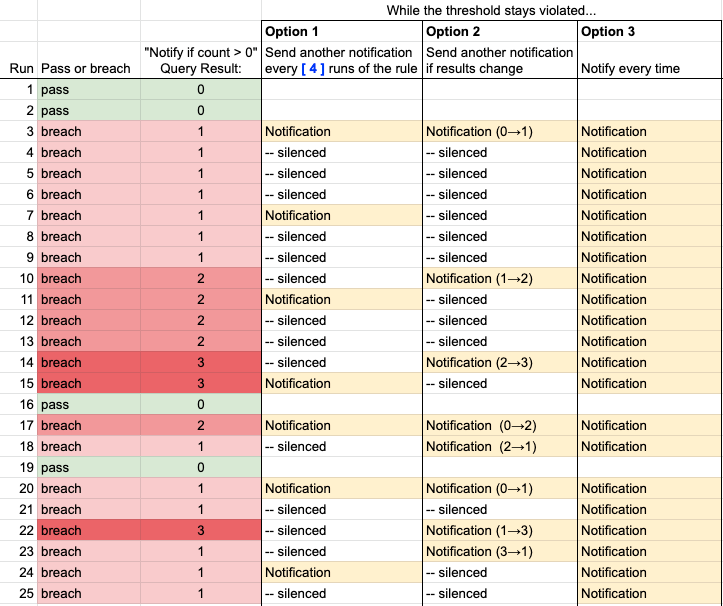 While the threshold stays violated...
Option 1 Option 2 Option 3
"Notify if count > 0" Send another notification Send another notification
Run Pass or breach Query Result: every [ 4 ] runs of the rule if results change Notify every time
1 pass 0
2 pass 0
3 breach 1 Notification Notification (0→1) Notification
4 breach 1 -- silenced -- silenced Notification
5 breach 1 -- silenced -- silenced Notification
6 breach 1 -- silenced -- silenced Notification
7 breach 1 Notification -- silenced Notification
8 breach 1 -- silenced -- silenced Notification
9 breach 1 -- silenced -- silenced Notification
10 breach 2 -- silenced Notification (1→2) Notification
11 breach 2 Notification -- silenced Notification
12 breach 2 -- silenced -- silenced Notification
13 breach 2 -- silenced -- silenced Notification
14 breach 3 -- silenced Notification (2→3) Notification
15 breach 3 Notification -- silenced Notification
16 pass 0
17 breach 2 Notification Notification (0→2) Notification
18 breach 1 -- silenced Notification (2→1) Notification
19 pass 0
20 breach 1 Notification Notification (0→1) Notification
21 breach 1 -- silenced -- silenced Notification
22 breach 3 -- silenced Notification (1→3) Notification
23 breach 1 -- silenced Notification (3→1) Notification
24 breach 1 Notification -- silenced Notification
25 breach 1 -- silenced -- silenced Notification